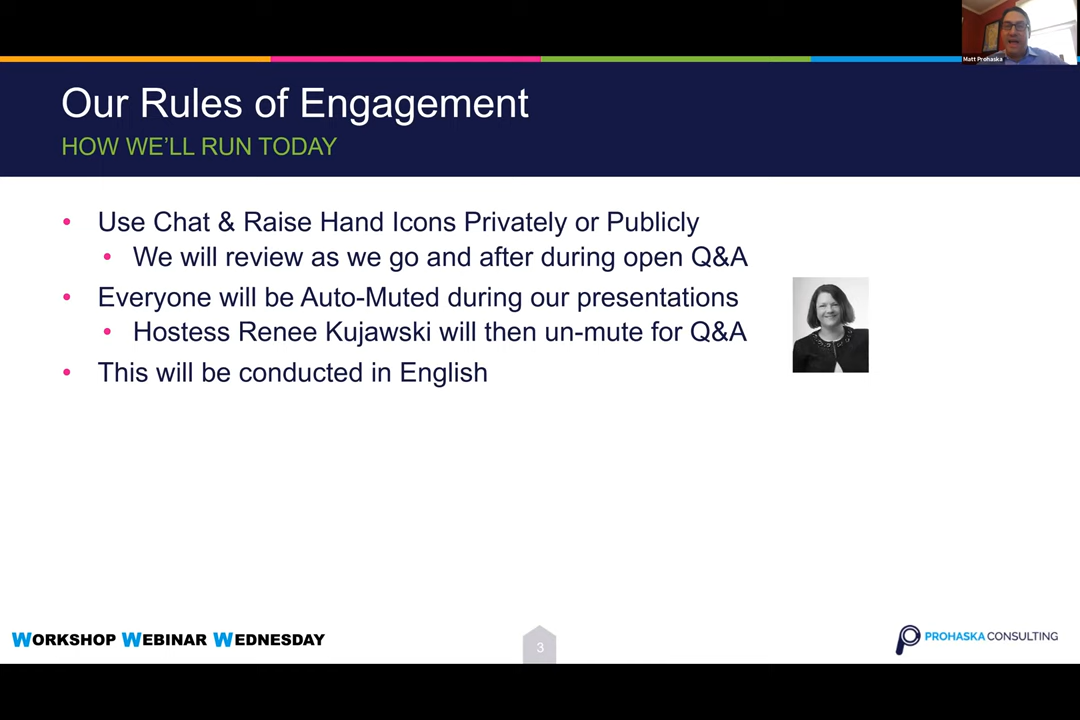 Matt Prohaska
Our Rules of Engagement
HOW WE'LL RUN TODAY
• Use Chat & Raise Hand Icons Privately or Publicly
• We will review as we go and after during open Q&A
• Everyone will be Auto-Muted during our presentations
• Hostess Renee Kujawski will then un-mute for Q&A
• This will be conducted in English
WORKSHOP WEBINAR WEDNESDAY
3
PROHASKA CONSULTING